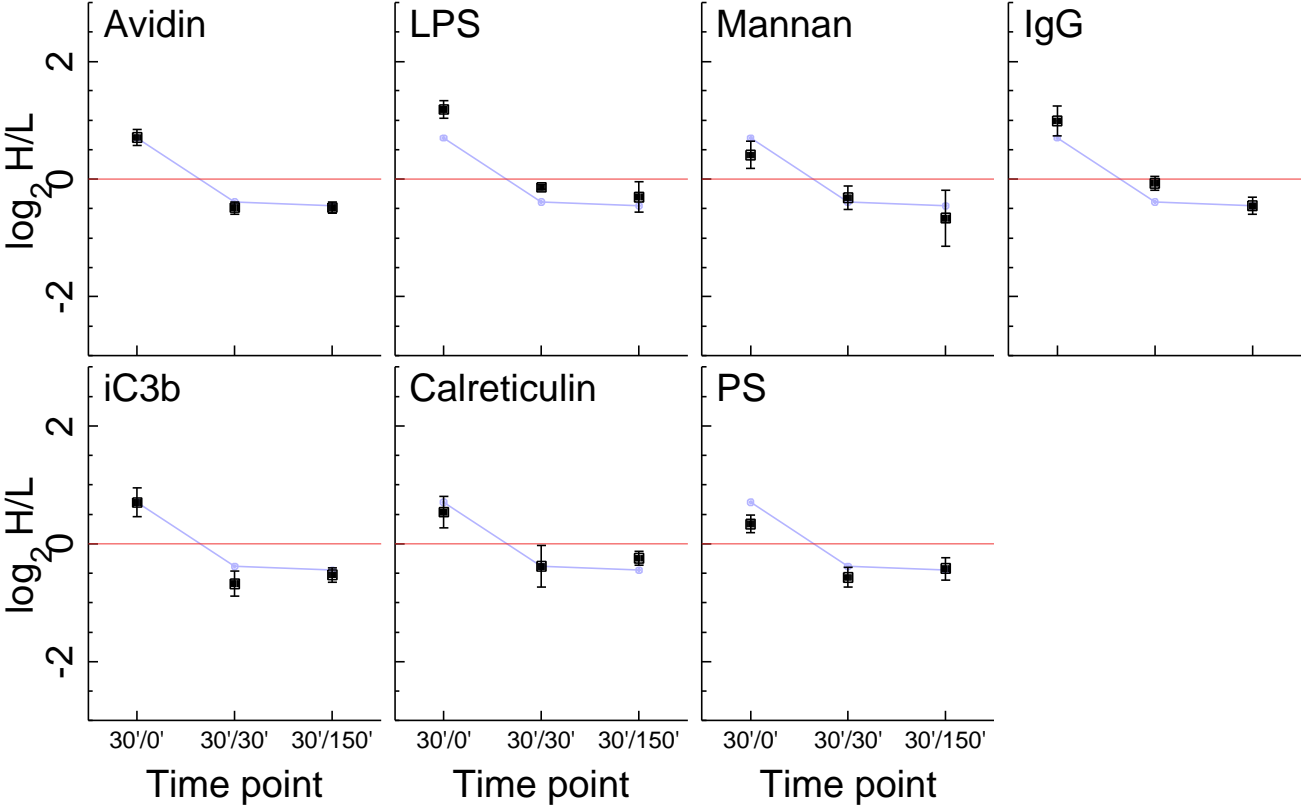 Avidin LPS Mannan IgG
log2 H/L
2
0
-2
iC3b Calreticulin PS
log2 H/L
2
0
-2
30'/0' 30'/30' 30'/150' 30'/0' 30'/30' 30'/150' 30'/0' 30'/30' 30'/150'
Time point Time point Time point